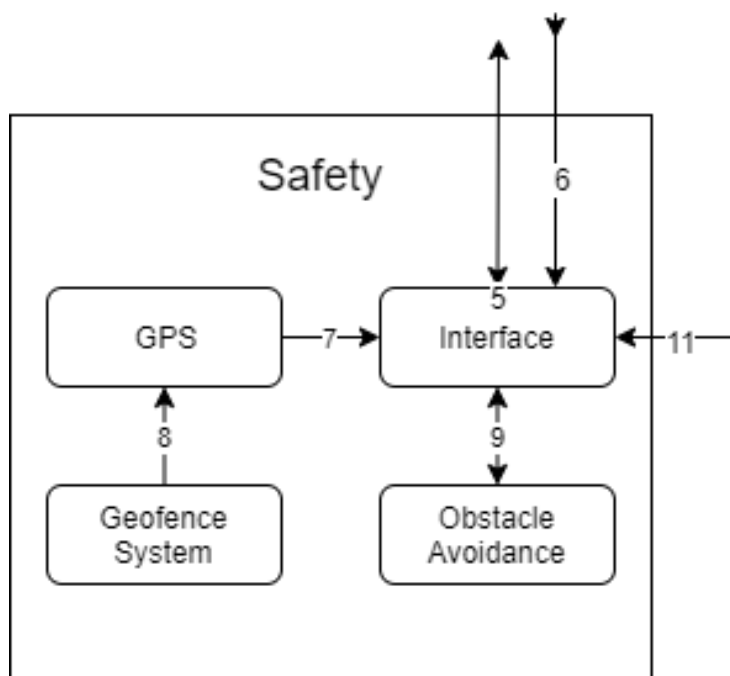 Safety
6
5
GPS
7
Interface
11
8
9
Geofence
System
Obstacle
Avoidance